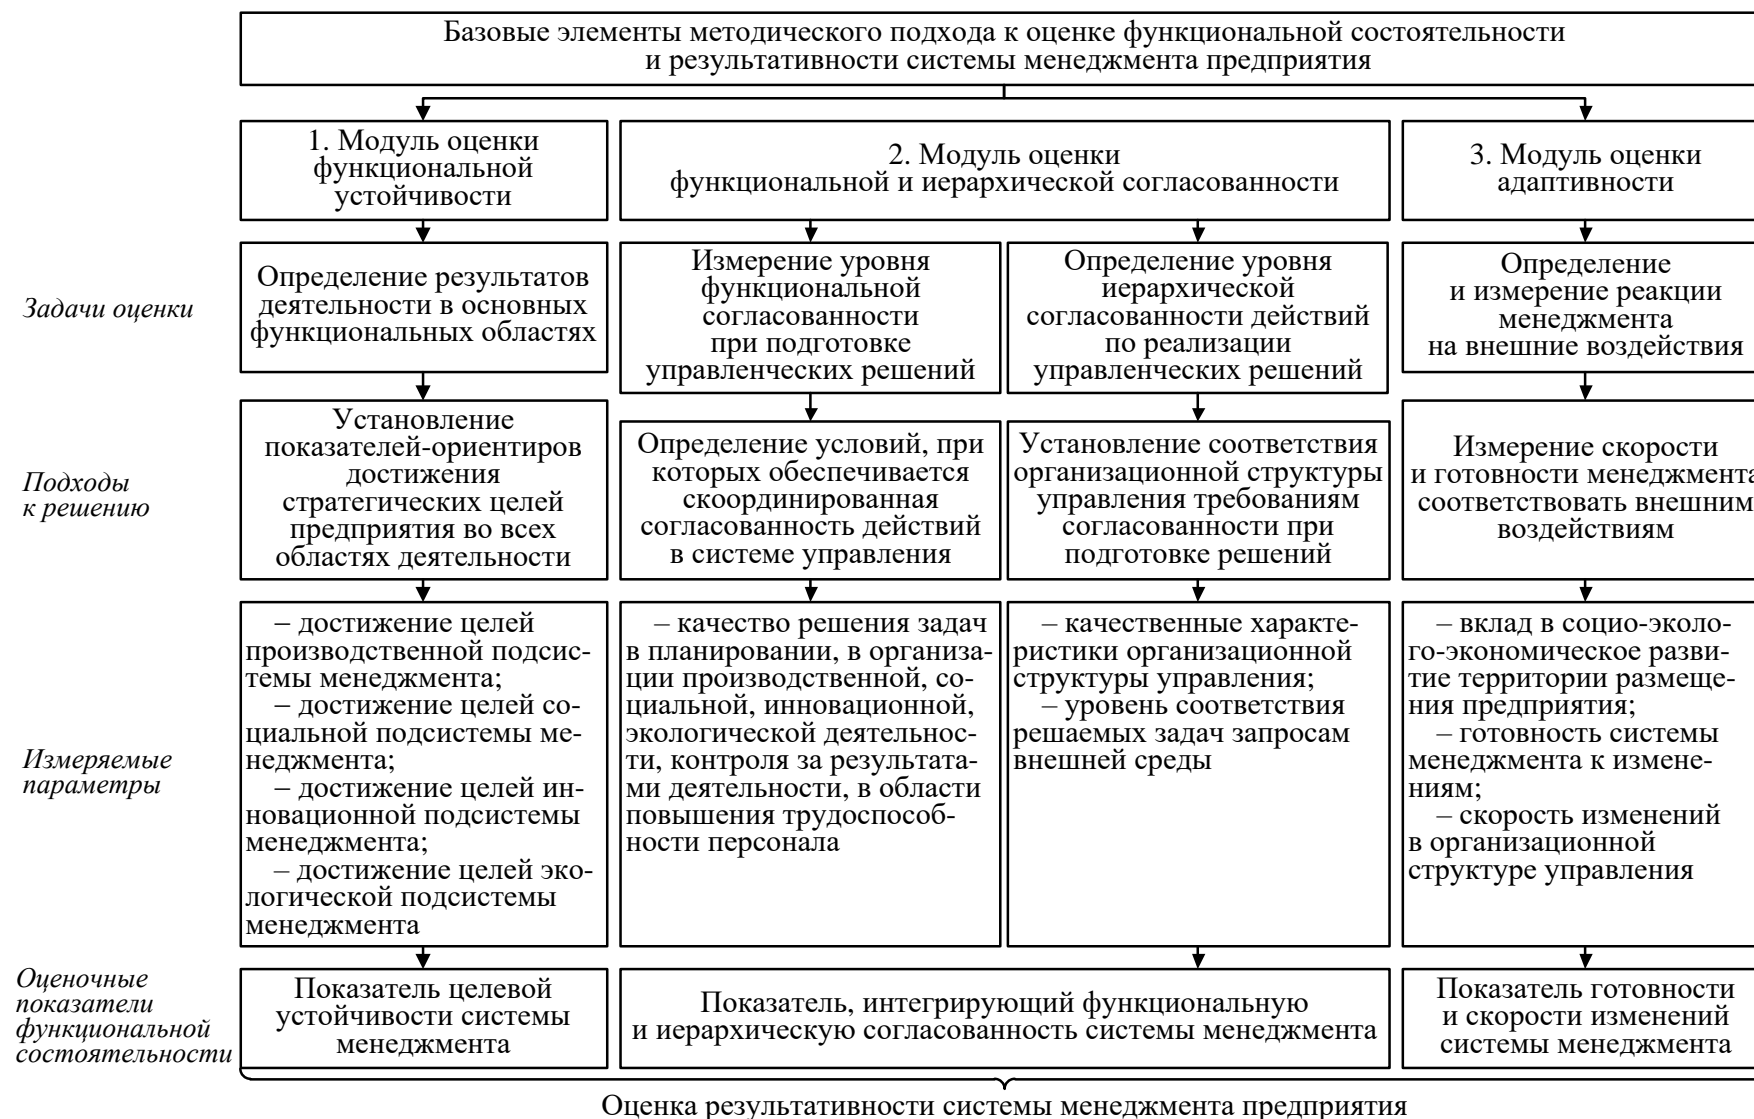 Базовые элементы методического подхода к оценке функциональной состоятельности
и результативности системы менеджмента предприятия
1. Модуль оценки
функциональной
устойчивости
2. Модуль оценки
функциональной и иерархической согласованности
3. Модуль оценки
адаптивности
Задачи оценки
Определение результатов
деятельности в основных
функциональных областях
Измерение уровня
функциональной
согласованности
при подготовке
управленческих решений
Определение уровня
иерархической
согласованности действий
по реализации
управленческих решений
Определение
и измерение реакции
менеджмента
на внешние воздействия
Подходы
к решению
Установление
показателей-ориентиров
достижения
стратегических целей
предприятия во всех
областях деятельности
Определение условий, при
которых обеспечивается
скоординированная
согласованность действий
в системе управления
Установление соответствия
организационной структуры
управления требованиям
согласованности при
подготовке решений
Измерение скорости
и готовности менеджмента
соответствовать внешним
воздействиям
Измеряемые
параметры
– достижение целей
производственной подсис-
темы менеджмента;
– достижение целей со-
циальной подсистемы ме-
неджмента;
– достижение целей ин-
новационной подсистемы
менеджмента;
– достижение целей эко-
логической подсистемы
менеджмента
– качество решения задач
в планировании, в организа-
ции производственной, со-
циальной, инновационной,
экологической деятельнос-
ти, контроля за результата-
ми деятельности, в области
повышения трудоспособ-
ности персонала
– качественные характе-
ристики организационной
структуры управления;
– уровень соответствия
решаемых задач запросам
внешней среды
– вклад в социо-эколо-
го-экономическое разви-
тие территории размеще-
ния предприятия;
– готовность системы
менеджмента к измене-
ниям;
– скорость изменений
в организационной
структуре управления
Оценочные
показатели
функциональной
состоятельности
Показатель целевой
устойчивости системы
менеджмента
Показатель, интегрирующий функциональную
и иерархическую согласованность системы менеджмента
Показатель готовности
и скорости изменений
системы менеджмента
Оценка результативности системы менеджмента предприятия